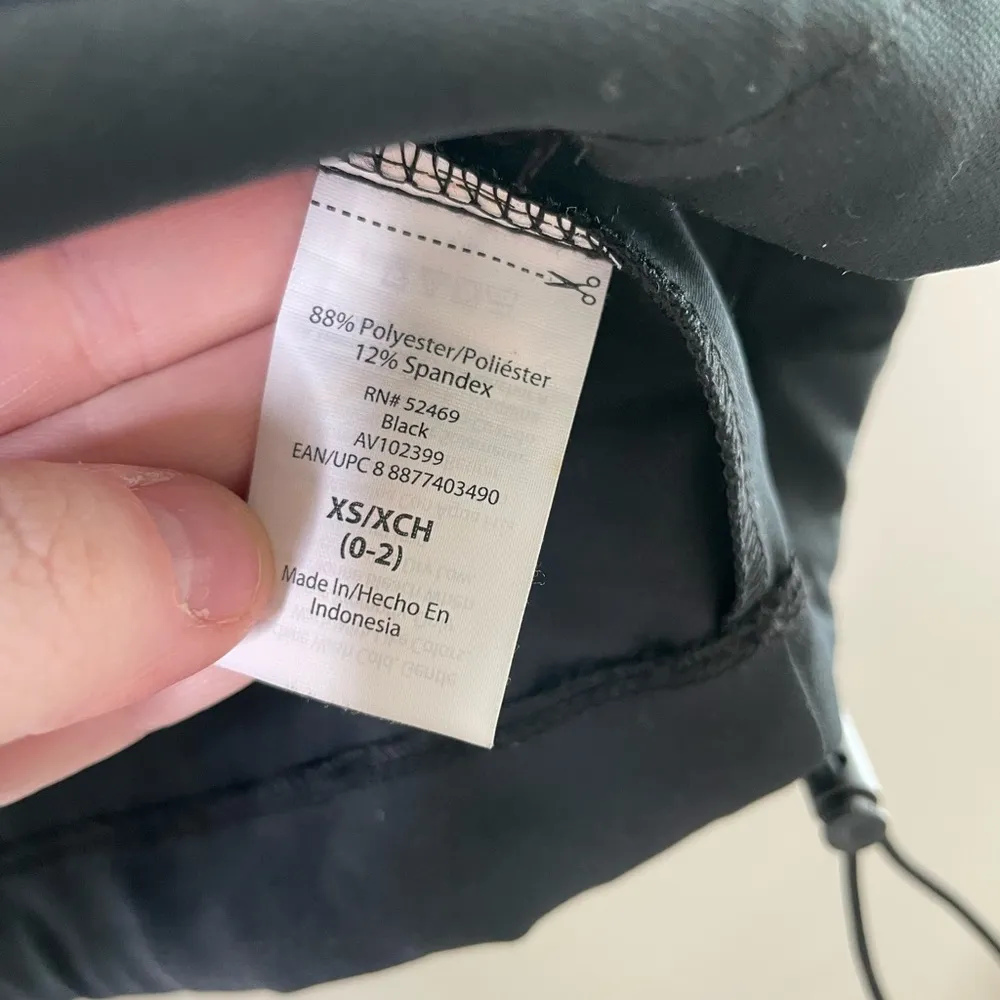 88% Polyester/Poliéster
12% Spandex
RN# 52469
Black
AV102399
EAN/UPC 8 8877403490
XS/XCH
(0-2)
Made In/Hecho En
Indonesia